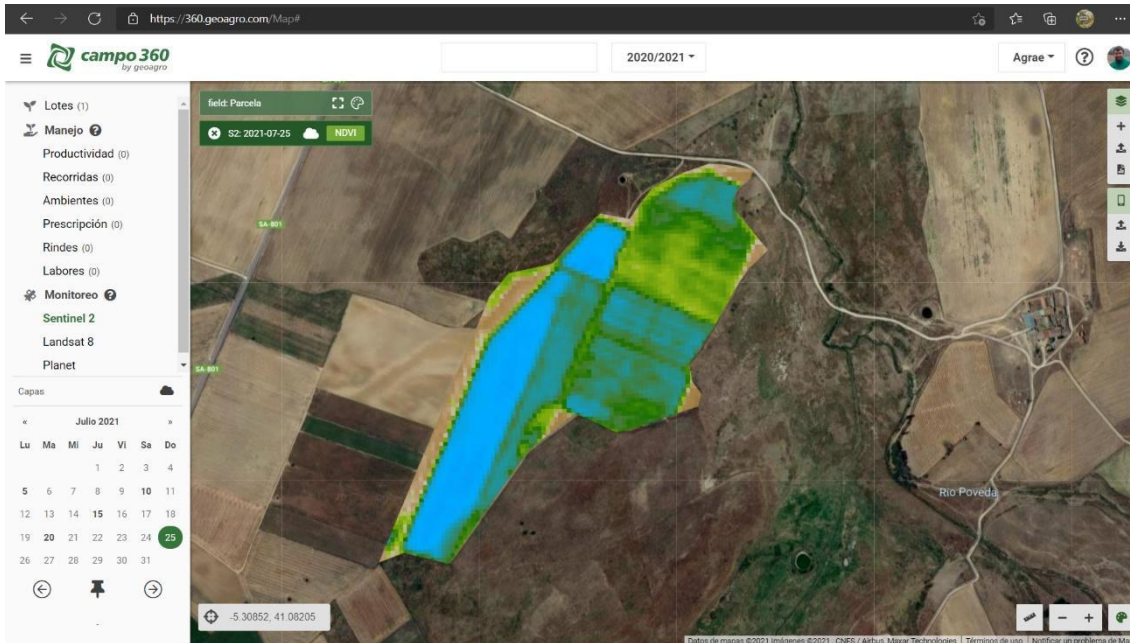 https://360.geoagro.com/Map#
campo 360
by geoagro
2020/2021
Agrae
Lotes (1)
Manejo
Productividad (0)
Recorridas (0)
Ambientes (0)
Prescripción (0)
Rindes (0)
Labores (0)
Monitoreo
Sentinel 2
Landsat 8
Planet
Capas
« Julio 2021 »
Lu Ma Mi Ju Vi Sa Do
1 2 3 4
5 6 7 8 9 10 11
12 13 14 15 16 17 18
19 20 21 22 23 24 25
26 27 28 29 30 31
-
field: Parcela
S2: 2021-07-25 NDVI
SA-801
SA-801
Río Poveda
-5.30852, 41.08205
Datos de mapas ©2021 Imágenes ©2021 , CNES / Airbus, Maxar Technologies
Términos de uso
Notificar un problema de Ma